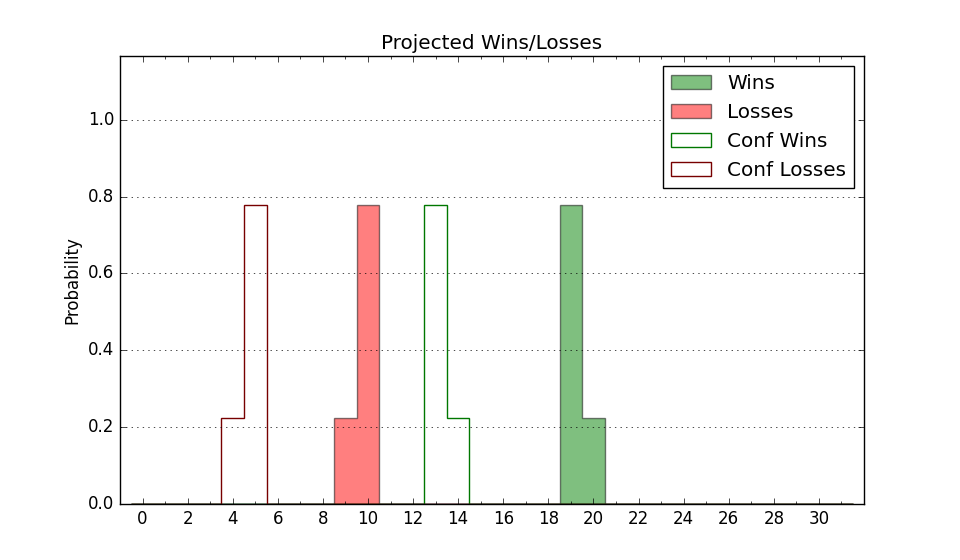 Projected Wins/Losses
Wins
Losses
Conf Wins
Conf Losses
Probability
1.0
0.8
0.6
0.4
0.2
0.0
0 2 4 6 8 10 12 14 16 18 20 22 24 26 28 30